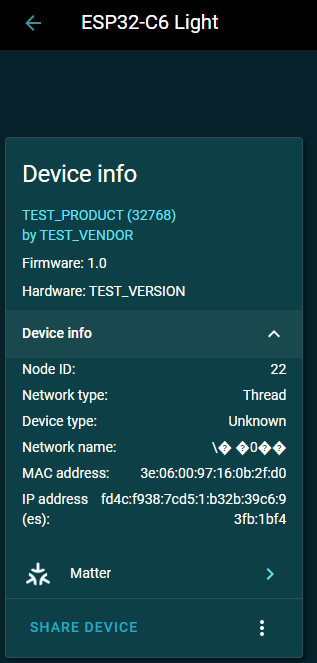 ESP32-C6 Light
Device info
TEST_PRODUCT (32768)
by TEST_VENDOR
Firmware: 1.0
Hardware: TEST_VERSION
Device info
Node ID: 22
Network type: Thread
Device type: Unknown
Network name: \� �0��
MAC address: 3e:06:00:97:16:0b:2f:d0
IP address fd4c:f938:7cd5:1:b32b:39c6:9
(es): 3fb:1bf4
Matter
SHARE DEVICE